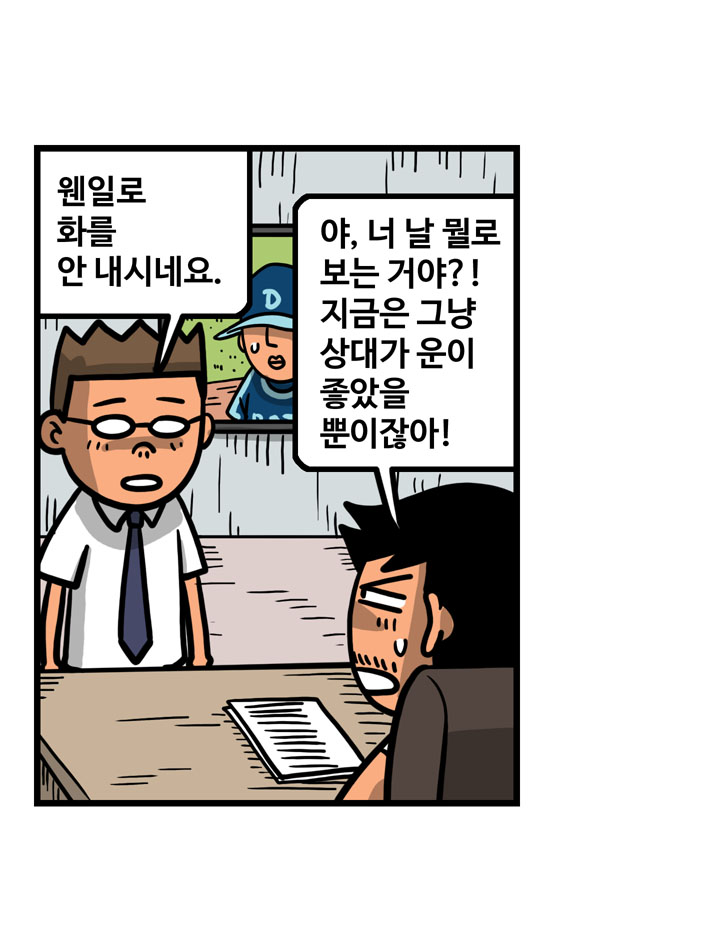 웬일로
화를
안 내시네요.
야, 너 날 뭘로
보는 거야?!
지금은 그냥
상대가 운이
좋았을
뿐이잖아!
D